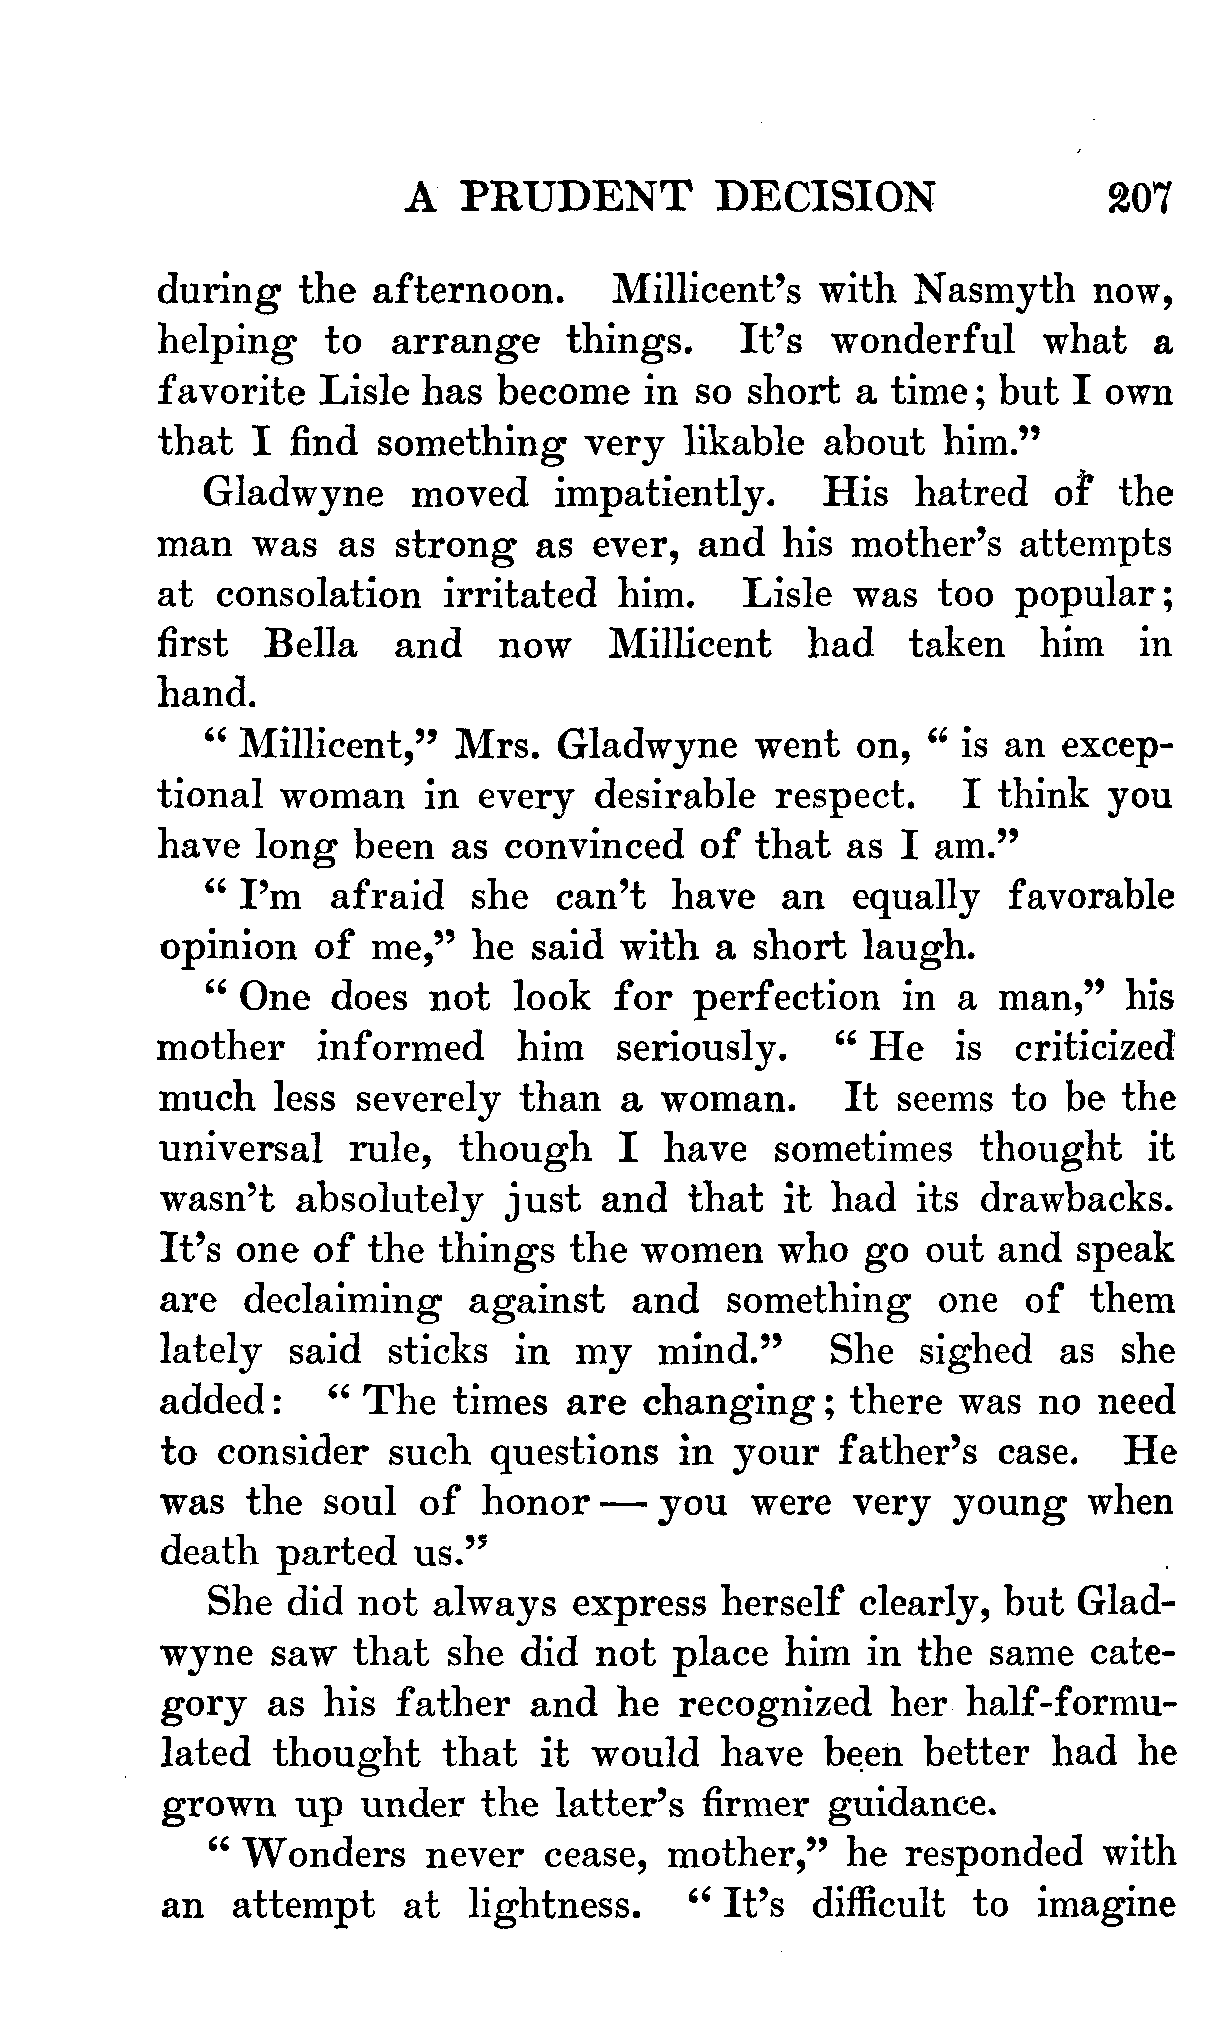 A PRUDENT DECISION 207
during the afternoon. Millicent's with Nasmyth now,
helping to arrange things. It's wonderful what a
favorite Lisle has become in so short a time; but I own
that I find something very likable about him."
Gladwyne moved impatiently. His hatred of the
man was as strong as ever, and his mother's attempts
at consolation irritated him. Lisle was too popular;
first Bella and now Millicent had taken him in
hand.
" Millicent," Mrs. Gladwyne went on, " is an excep-
tional woman in every desirable respect. I think you
have long been as convinced of that as I am."
" I'm afraid she can't have an equally favorable
opinion of me," he said with a short laugh.
" One does not look for perfection in a man," his
mother informed him seriously. " He is criticized
much less severely than a woman. It seems to be the
universal rule, though I have sometimes thought it
wasn't absolutely just and that it had its drawbacks.
It's one of the things the women who go out and speak
are declaiming against and something one of them
lately said sticks in my mind." She sighed as she
added: " The times are changing; there was no need
to consider such questions in your father's case. He
was the soul of honor — you were very young when
death parted us."
She did not always express herself clearly, but Glad-
wyne saw that she did not place him in the same cate-
gory as his father and he recognized her half-formu-
lated thought that it would have been better had he
grown up under the latter's firmer guidance.
" Wonders never cease, mother," he responded with
an attempt at lightness. " It's difficult to imagine